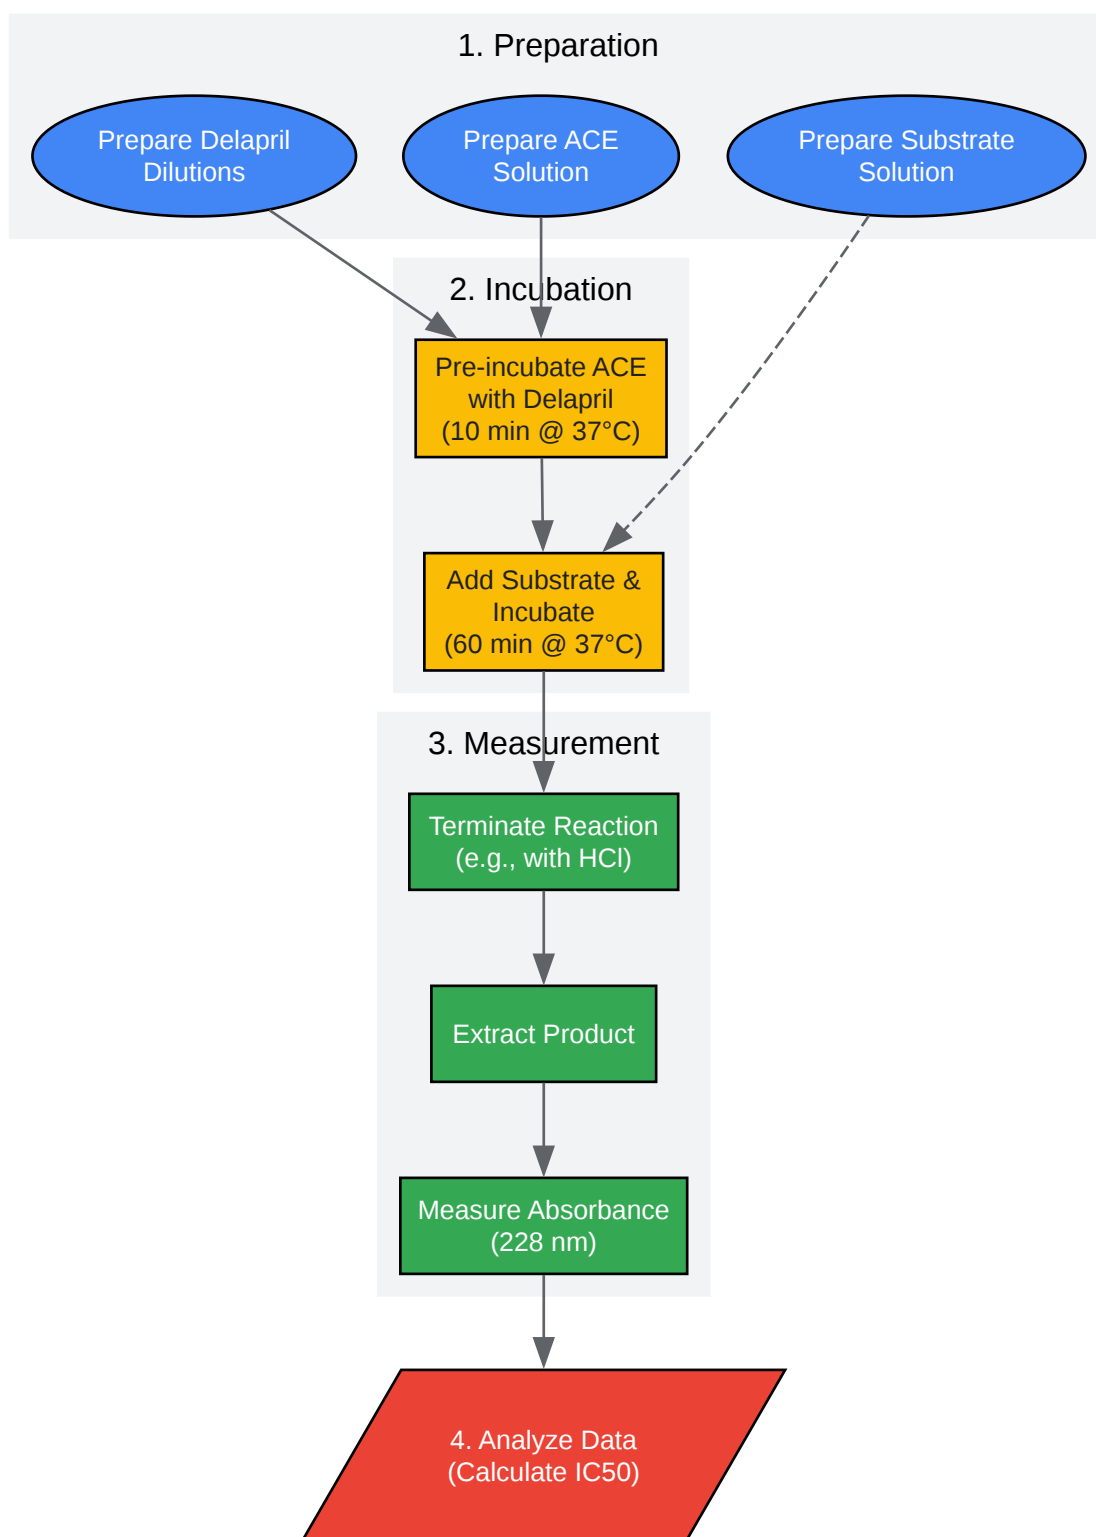 1. Preparation
Prepare Delapril
Dilutions
Prepare ACE
Solution
Prepare Substrate
Solution
2. Incubation
Pre-incubate ACE
with Delapril
(10 min @ 37°C)
Add Substrate &
Incubate
(60 min @ 37°C)
3. Measurement
Terminate Reaction
(e.g., with HCl)
Extract Product
Measure Absorbance
(228 nm)
4. Analyze Data
(Calculate IC50)